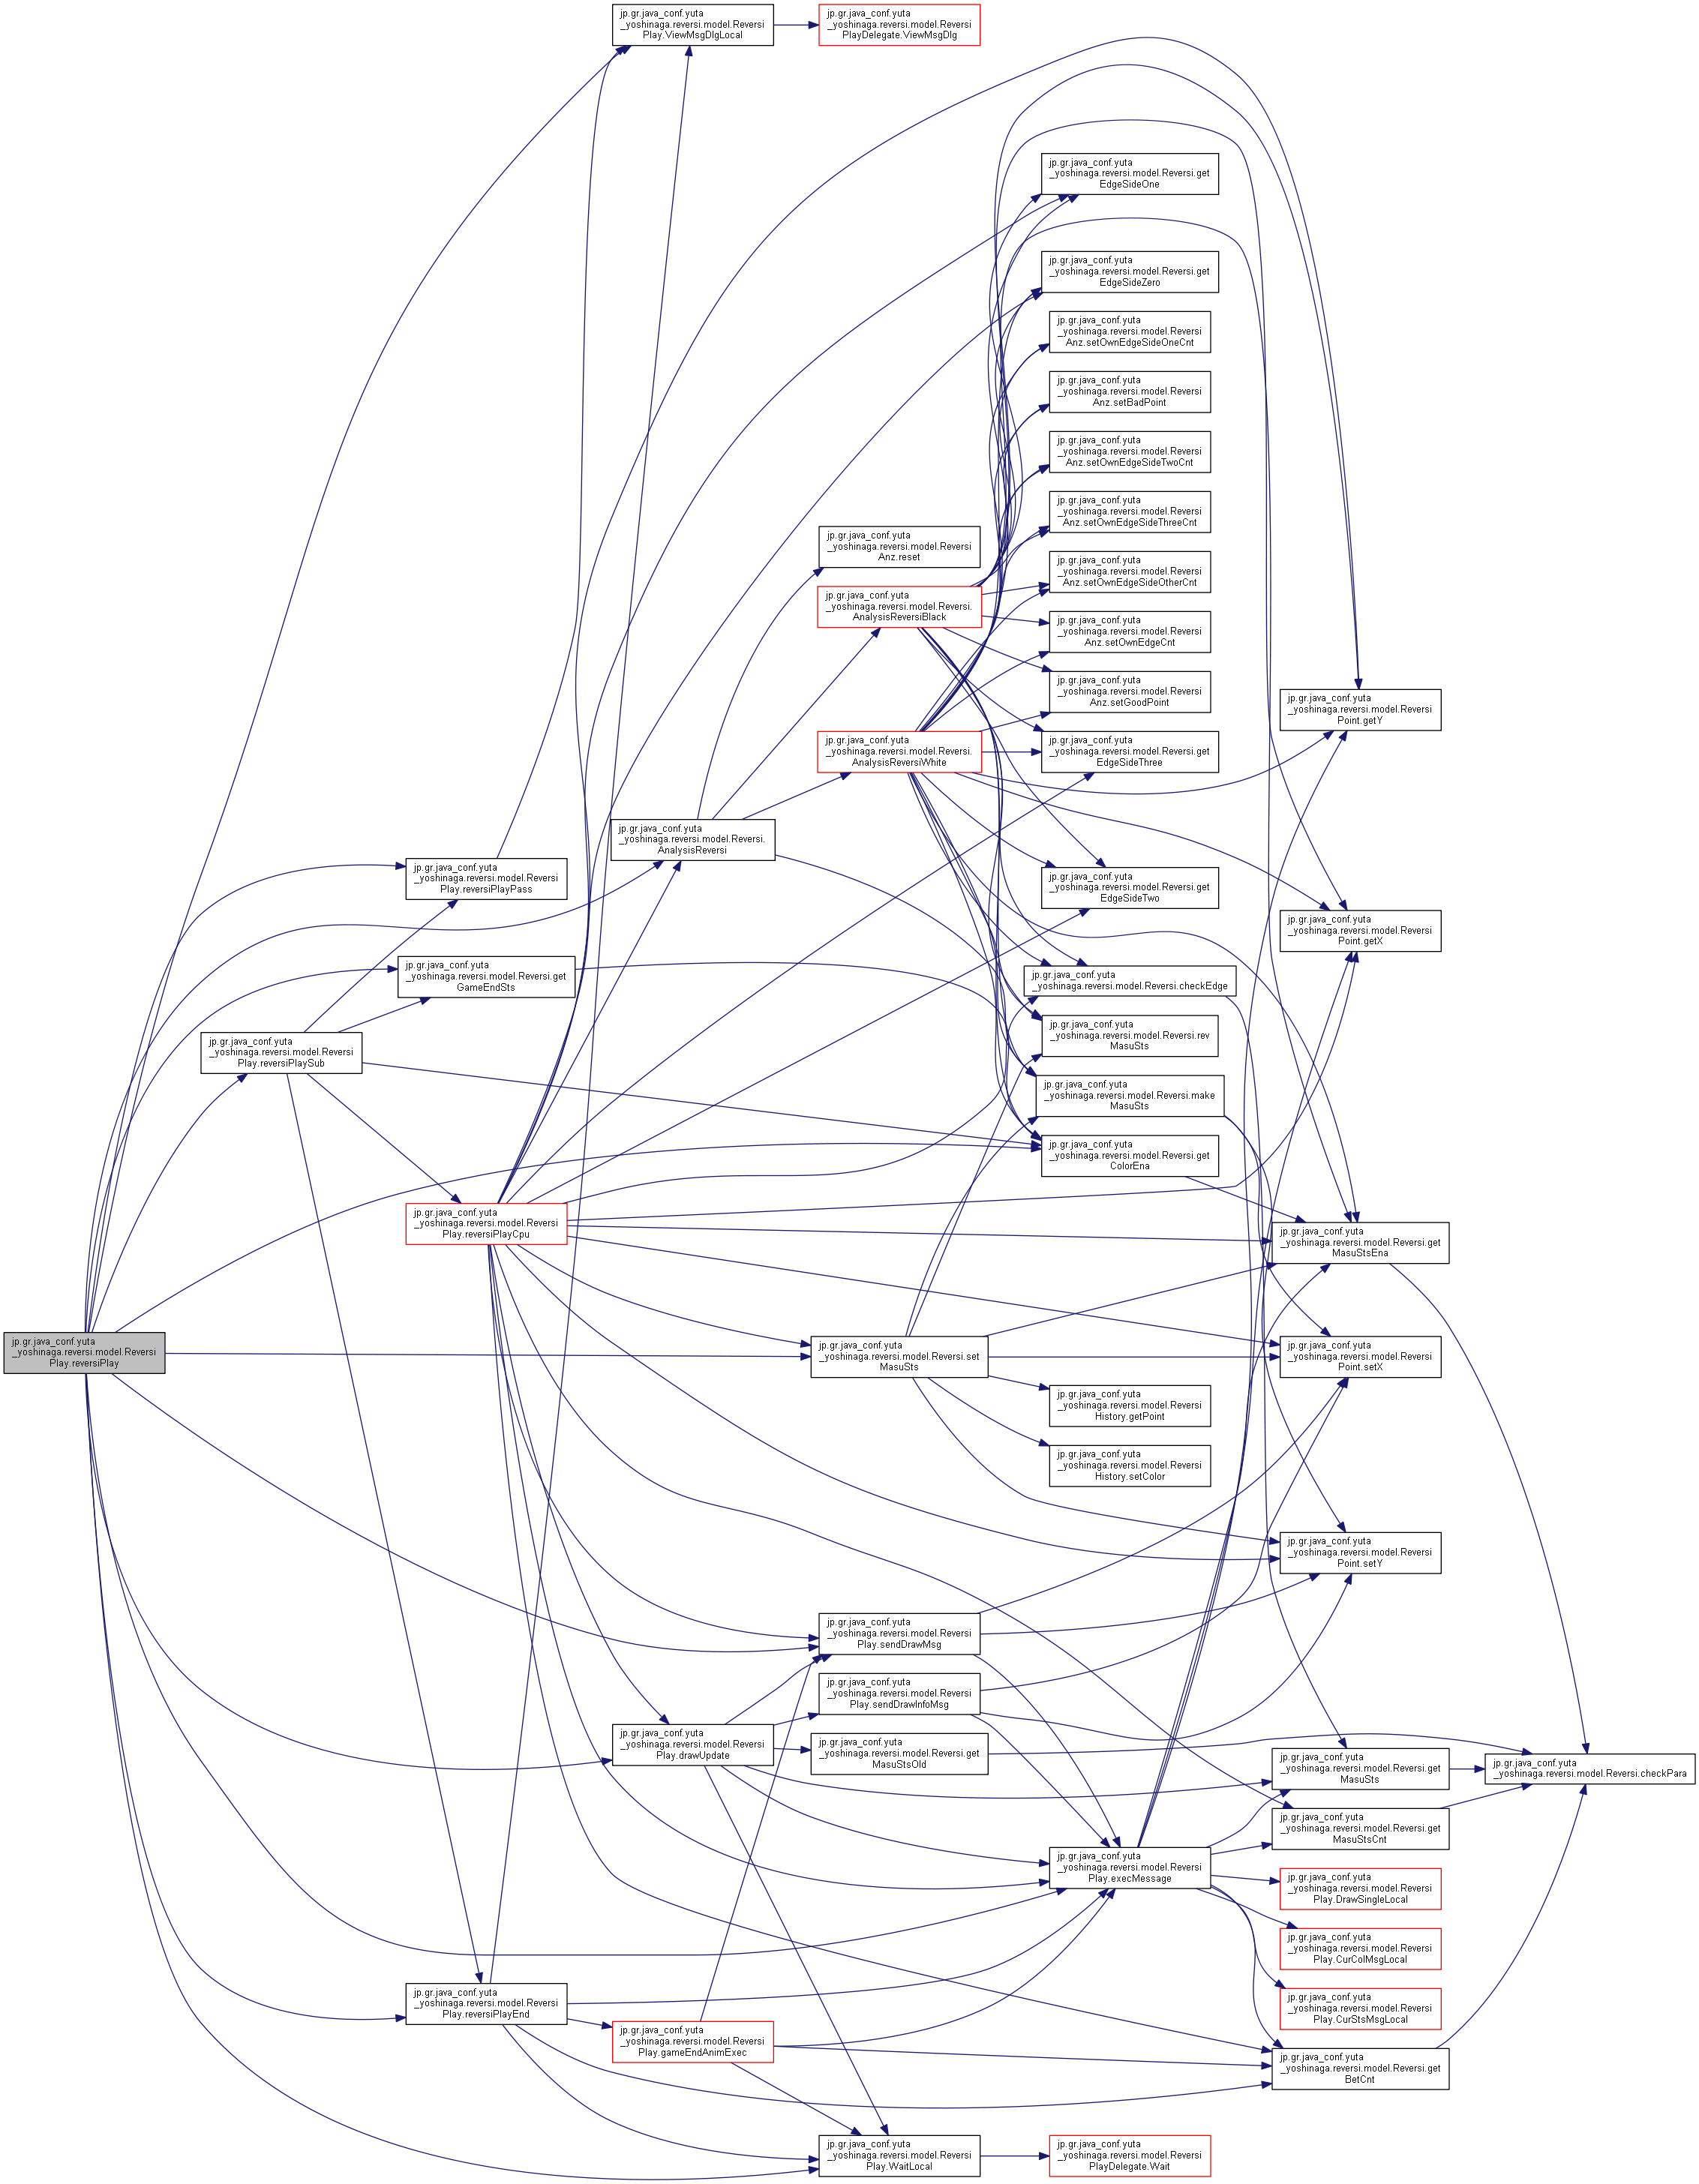 jp.gr.java_conf.yuta
_yoshinaga.reversi.model.Reversi
Play.ViewMsgDlgLocal
jp.gr.java_conf.yuta
_yoshinaga.reversi.model.Reversi
PlayDelegate.ViewMsgDlg
jp.gr.java_conf.yuta
_yoshinaga.reversi.model.Reversi.get
EdgeSideOne
jp.gr.java_conf.yuta
_yoshinaga.reversi.model.Reversi.get
EdgeSideZero
jp.gr.java_conf.yuta
_yoshinaga.reversi.model.Reversi
Anz.setOwnEdgeSideOneCnt
jp.gr.java_conf.yuta
_yoshinaga.reversi.model.Reversi
Anz.setBadPoint
jp.gr.java_conf.yuta
_yoshinaga.reversi.model.Reversi
Anz.setOwnEdgeSideTwoCnt
jp.gr.java_conf.yuta
_yoshinaga.reversi.model.Reversi
Anz.setOwnEdgeSideThreeCnt
jp.gr.java_conf.yuta
_yoshinaga.reversi.model.Reversi
Anz.reset
jp.gr.java_conf.yuta
_yoshinaga.reversi.model.Reversi
Anz.setOwnEdgeSideOtherCnt
jp.gr.java_conf.yuta
_yoshinaga.reversi.model.Reversi.
AnalysisReversiBlack
jp.gr.java_conf.yuta
_yoshinaga.reversi.model.Reversi
Anz.setOwnEdgeCnt
jp.gr.java_conf.yuta
_yoshinaga.reversi.model.Reversi
Anz.setGoodPoint
jp.gr.java_conf.yuta
_yoshinaga.reversi.model.Reversi
Point.getY
jp.gr.java_conf.yuta
_yoshinaga.reversi.model.Reversi.
AnalysisReversiWhite
jp.gr.java_conf.yuta
_yoshinaga.reversi.model.Reversi.get
EdgeSideThree
jp.gr.java_conf.yuta
_yoshinaga.reversi.model.Reversi.
AnalysisReversi
jp.gr.java_conf.yuta
_yoshinaga.reversi.model.Reversi
Play.reversiPlayPass
jp.gr.java_conf.yuta
_yoshinaga.reversi.model.Reversi.get
EdgeSideTwo
jp.gr.java_conf.yuta
_yoshinaga.reversi.model.Reversi
Point.getX
jp.gr.java_conf.yuta
_yoshinaga.reversi.model.Reversi.get
GameEndSts
jp.gr.java_conf.yuta
_yoshinaga.reversi.model.Reversi.checkEdge
jp.gr.java_conf.yuta
_yoshinaga.reversi.model.Reversi.rev
MasuSts
jp.gr.java_conf.yuta
_yoshinaga.reversi.model.Reversi
Play.reversiPlaySub
jp.gr.java_conf.yuta
_yoshinaga.reversi.model.Reversi.make
MasuSts
jp.gr.java_conf.yuta
_yoshinaga.reversi.model.Reversi.get
ColorEna
jp.gr.java_conf.yuta
_yoshinaga.reversi.model.Reversi
Play.reversiPlayCpu
jp.gr.java_conf.yuta
_yoshinaga.reversi.model.Reversi.get
MasuStsEna
jp.gr.java_conf.yuta
_yoshinaga.reversi.model.Reversi
Play.reversiPlay
jp.gr.java_conf.yuta
_yoshinaga.reversi.model.Reversi.set
MasuSts
jp.gr.java_conf.yuta
_yoshinaga.reversi.model.Reversi
Point.setX
jp.gr.java_conf.yuta
_yoshinaga.reversi.model.Reversi
History.getPoint
jp.gr.java_conf.yuta
_yoshinaga.reversi.model.Reversi
History.setColor
jp.gr.java_conf.yuta
_yoshinaga.reversi.model.Reversi
Point.setY
jp.gr.java_conf.yuta
_yoshinaga.reversi.model.Reversi
Play.sendDrawMsg
jp.gr.java_conf.yuta
_yoshinaga.reversi.model.Reversi
Play.sendDrawInfoMsg
jp.gr.java_conf.yuta
_yoshinaga.reversi.model.Reversi
Play.drawUpdate
jp.gr.java_conf.yuta
_yoshinaga.reversi.model.Reversi.get
MasuStsOld
jp.gr.java_conf.yuta
_yoshinaga.reversi.model.Reversi.get
MasuSts
jp.gr.java_conf.yuta
_yoshinaga.reversi.model.Reversi.checkPara
jp.gr.java_conf.yuta
_yoshinaga.reversi.model.Reversi.get
MasuStsCnt
jp.gr.java_conf.yuta
_yoshinaga.reversi.model.Reversi
Play.execMessage
jp.gr.java_conf.yuta
_yoshinaga.reversi.model.Reversi
Play.DrawSingleLocal
jp.gr.java_conf.yuta
_yoshinaga.reversi.model.Reversi
Play.CurColMsgLocal
jp.gr.java_conf.yuta
_yoshinaga.reversi.model.Reversi
Play.reversiPlayEnd
jp.gr.java_conf.yuta
_yoshinaga.reversi.model.Reversi
Play.CurStsMsgLocal
jp.gr.java_conf.yuta
_yoshinaga.reversi.model.Reversi
Play.gameEndAnimExec
jp.gr.java_conf.yuta
_yoshinaga.reversi.model.Reversi.get
BetCnt
jp.gr.java_conf.yuta
_yoshinaga.reversi.model.Reversi
Play.WaitLocal
jp.gr.java_conf.yuta
_yoshinaga.reversi.model.Reversi
PlayDelegate.Wait